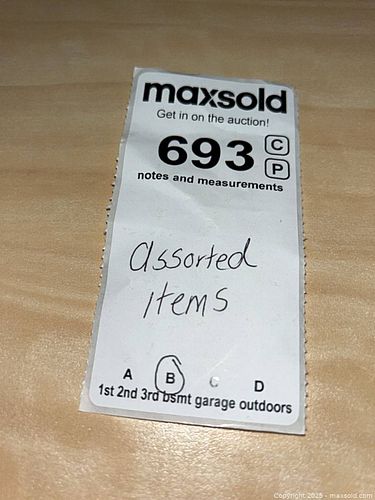 maxsold
Get in on the auction!
693 C
P
notes and measurements
assorted
items
A B C D
1st 2nd 3rd bsmt garage outdoors
Copyright 2025 - maxsold.com